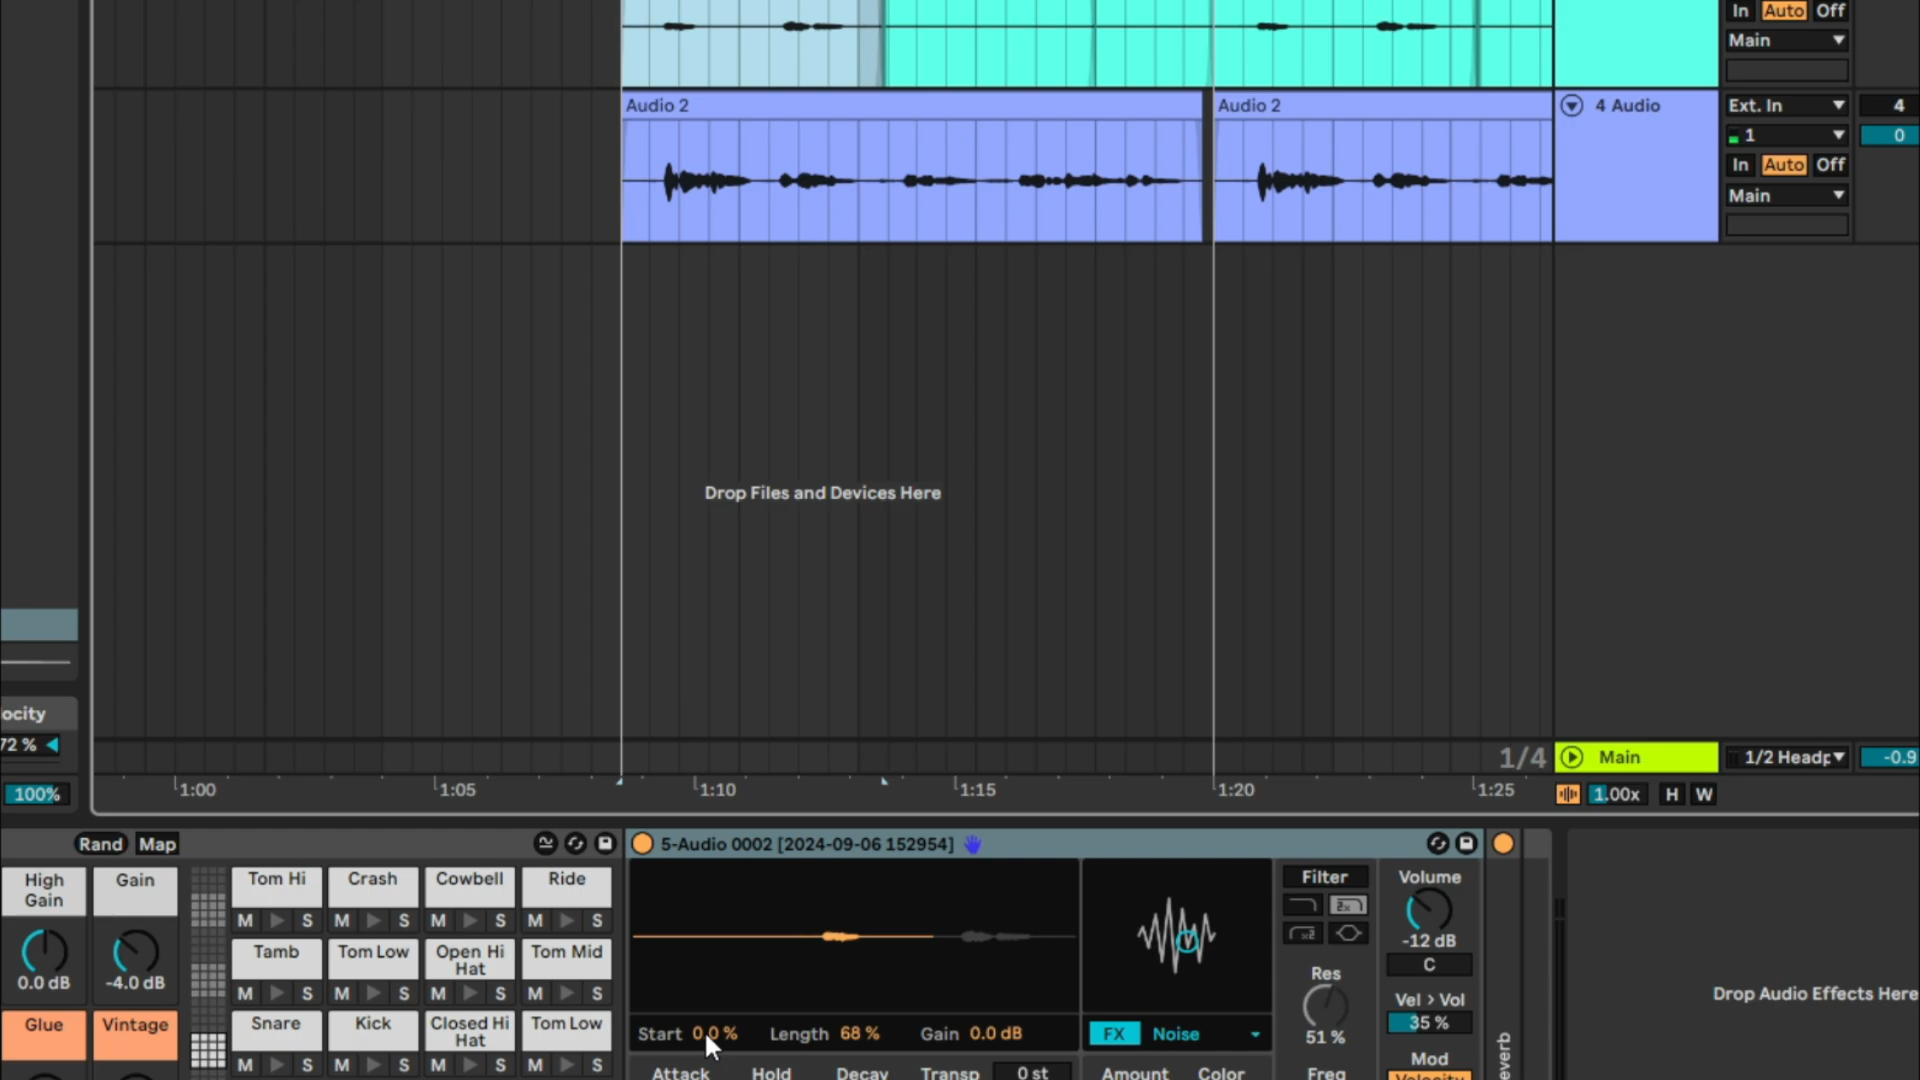 In Auto Off
Main
Audio 2
Audio 2
4 Audio
Ext. In
4
1
0
In Auto Off
Main
Drop Files and Devices Here
ocity
72 %
100%
1/4
Main
1/2 Headp
-0.9
1:00
1:05
1:10
1:15
1:20
1:25
1.00x
H
W
Rand
Map
5-Audio 0002 [2024-09-06 152954]
High Gain
Gain
Tom Hi
Crash
Cowbell
Ride
M S M S M S M S
0.0 dB
-4.0 dB
Tamb
Tom Low
Open Hi Hat
Tom Mid
M S M S M S M S
Glue
Vintage
Snare
Kick
Closed Hi Hat
Tom Low
M S M S M S M S
Start 0.0 %
Length 68 %
Gain 0.0 dB
FX
Noise
Attack
Hold
Decay
Transp
0 st
Amount
Color
Filter
2x
x2
Res
51 %
Freq
Volume
-12 dB
C
Vel > Vol
35 %
Mod
Velocity
everb
Drop Audio Effects Here